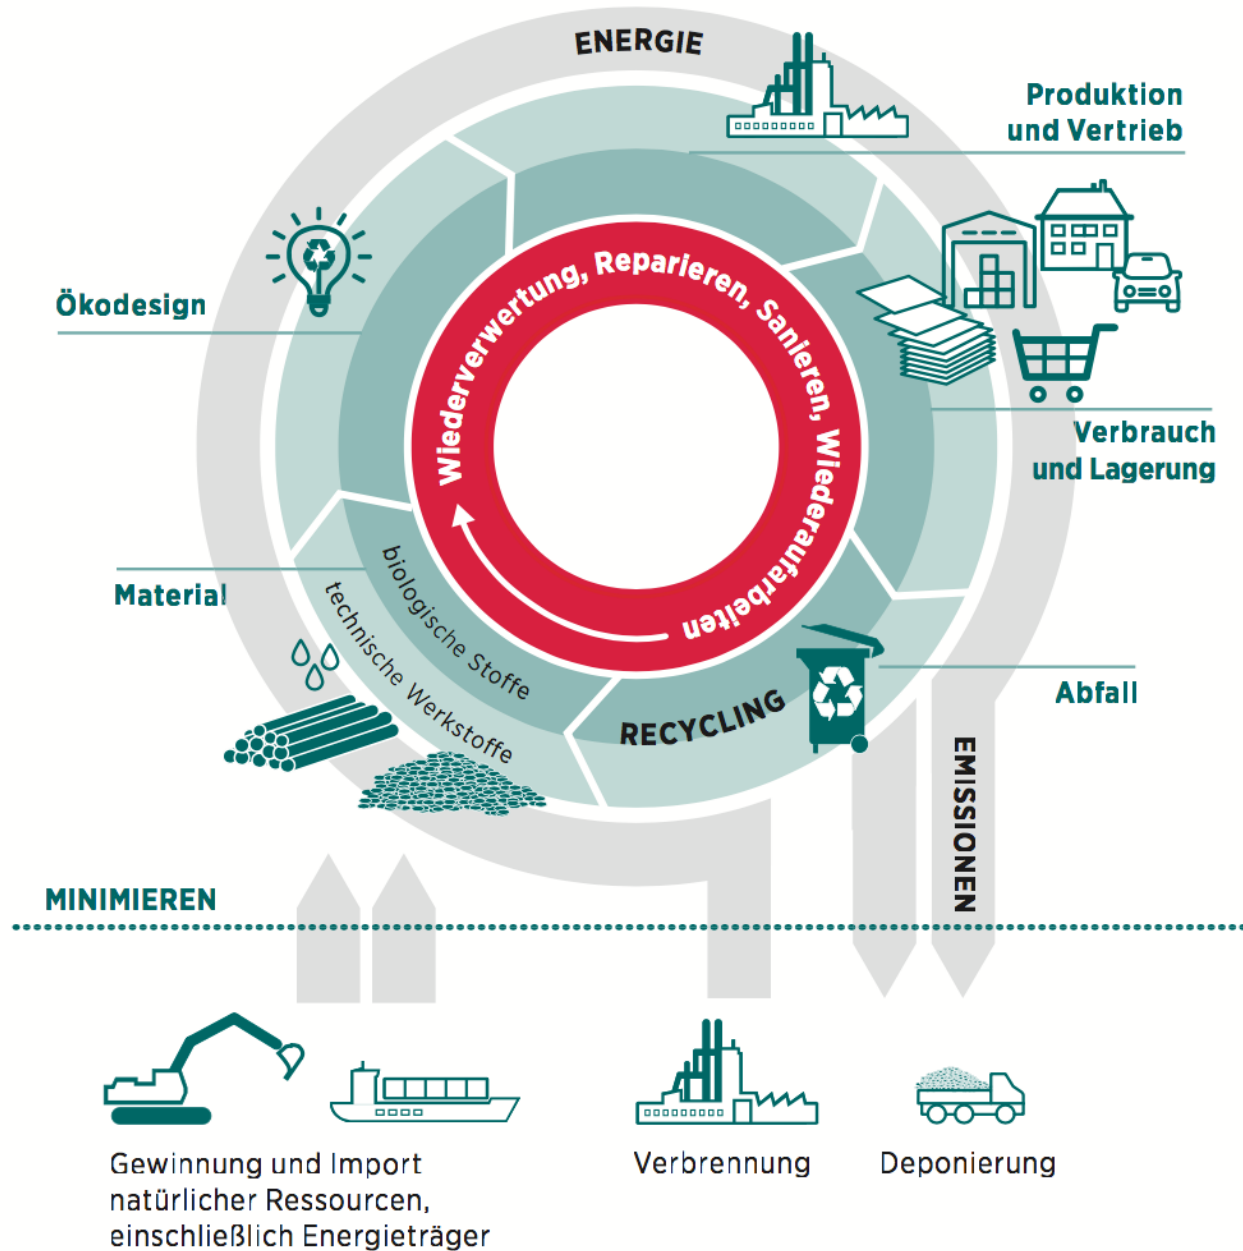 ENERGIE
Produktion
und Vertrieb
Ökodesign
Wiederverwertung, Reparieren, Sanieren, Wiederaufarbeiten
Verbrauch
und Lagerung
Material
biologische Stoffe
technische Werkstoffe
RECYCLING
Abfall
EMISSIONEN
MINIMIEREN
Gewinnung und Import
natürlicher Ressourcen,
einschließlich Energieträger
Verbrennung
Deponierung